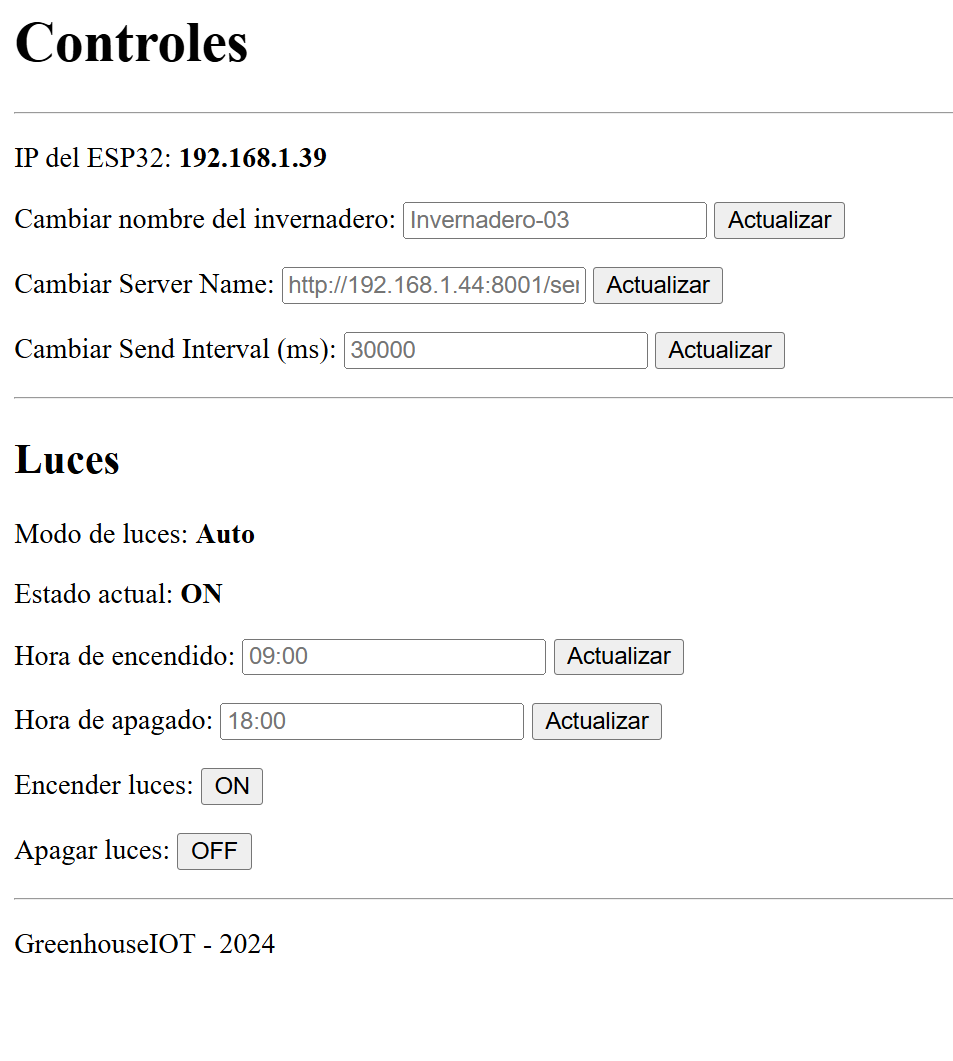 Controles
IP del ESP32: 192.168.1.39
Cambiar nombre del invernadero: Invernadero-03 Actualizar
Cambiar Server Name: http://192.168.1.44:8001/ser Actualizar
Cambiar Send Interval (ms): 30000 Actualizar
Luces
Modo de luces: Auto
Estado actual: ON
Hora de encendido: 09:00 Actualizar
Hora de apagado: 18:00 Actualizar
Encender luces: ON
Apagar luces: OFF
GreenhouseIOT - 2024